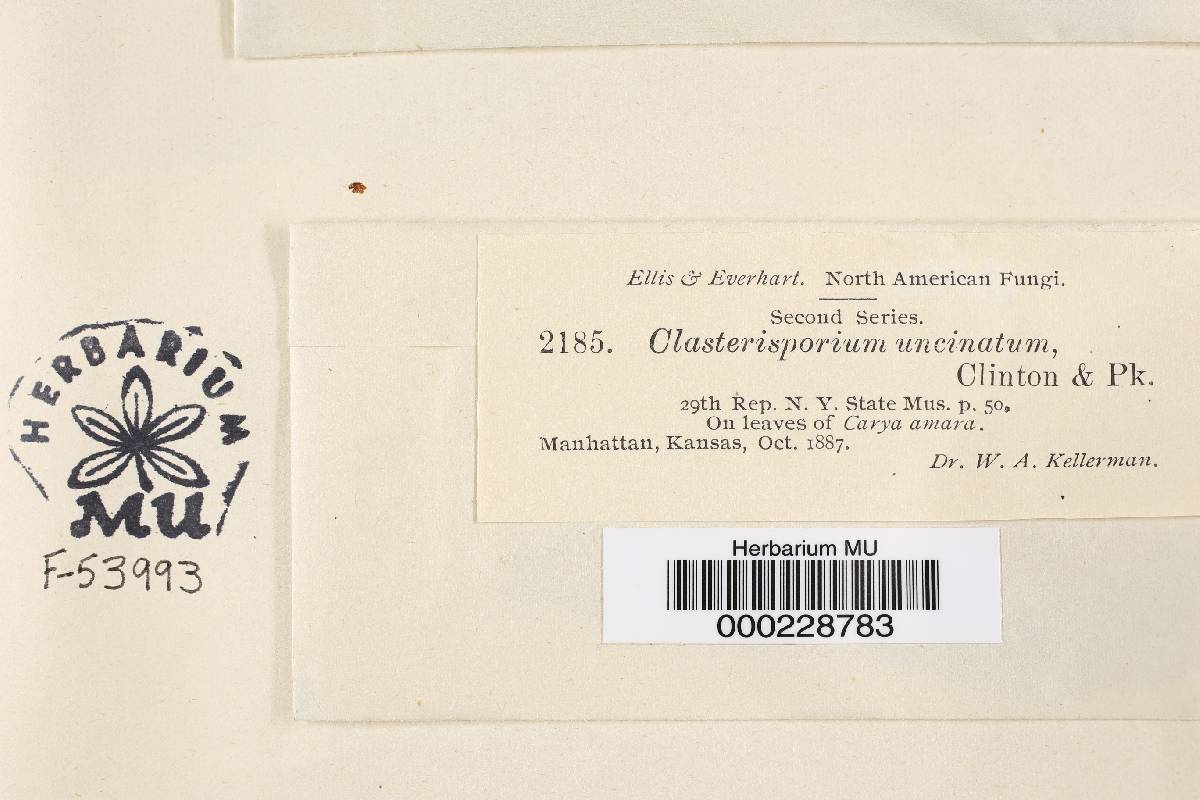 Ellis & Everhart. North American Fungi.
Second Series.
2185. Clasterisporium uncinatum,
Clinton & Pk.
29th Rep. N. Y. State Mus. p. 50,
On leaves of Carya amara.
Manhattan, Kansas, Oct. 1887.
Dr. W. A. Kellerman.
HERBARIUM
MU
F-53993
Herbarium MU
000228783